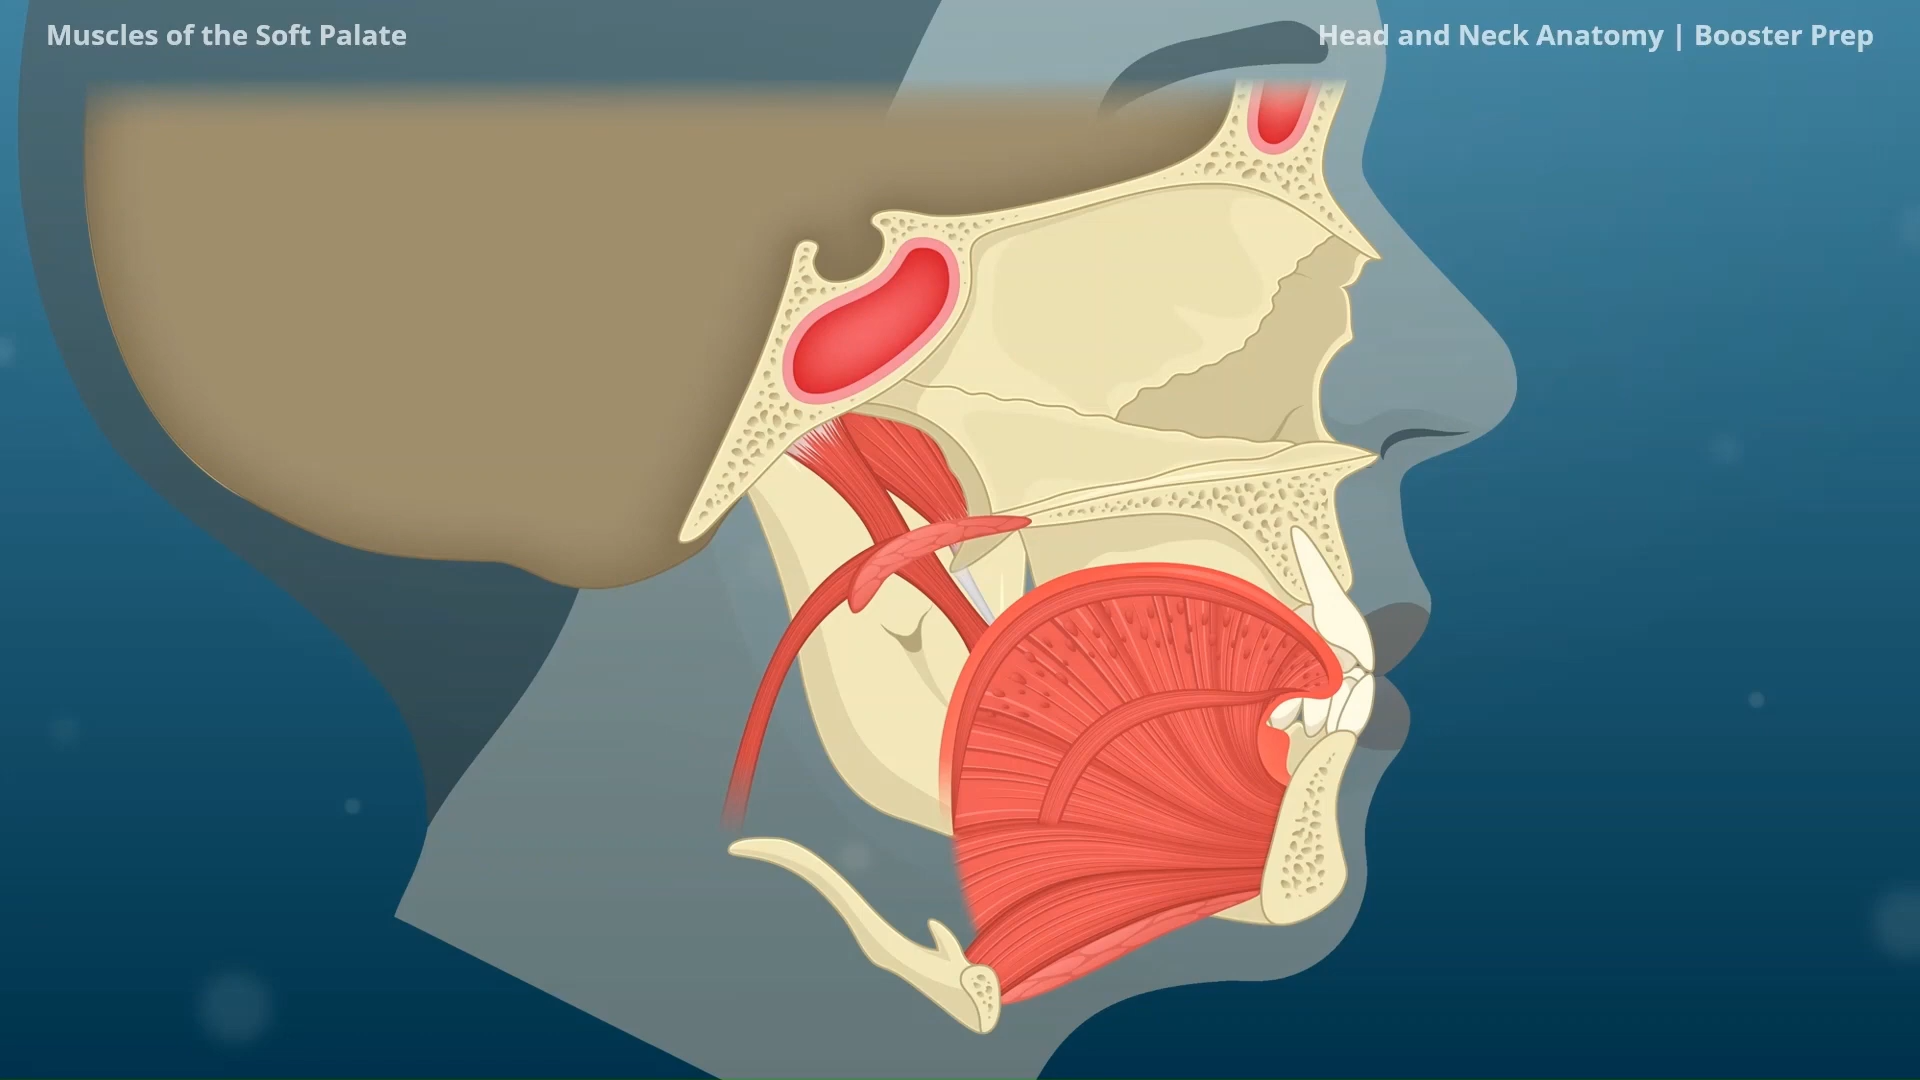 Muscles of the Soft Palate
Head and Neck Anatomy | Booster Prep